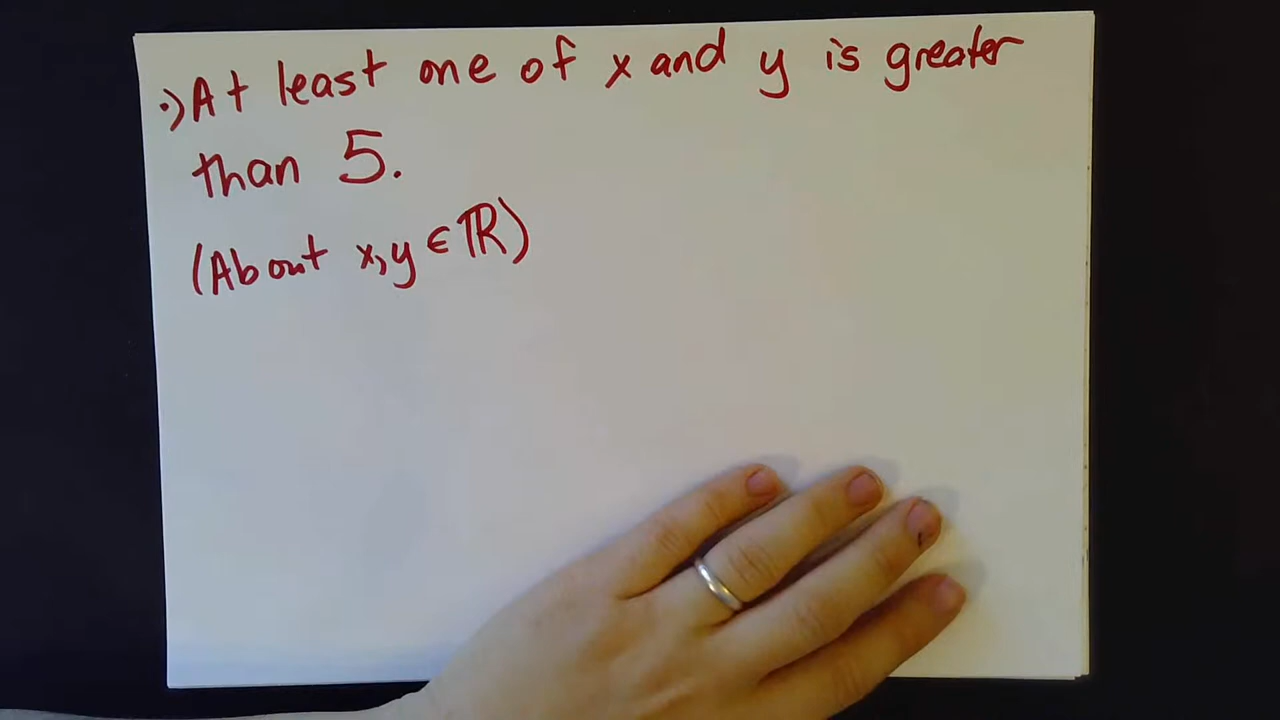 ·) At least one of x and y is greater
than 5.
(About x,y ∈ ℝ)